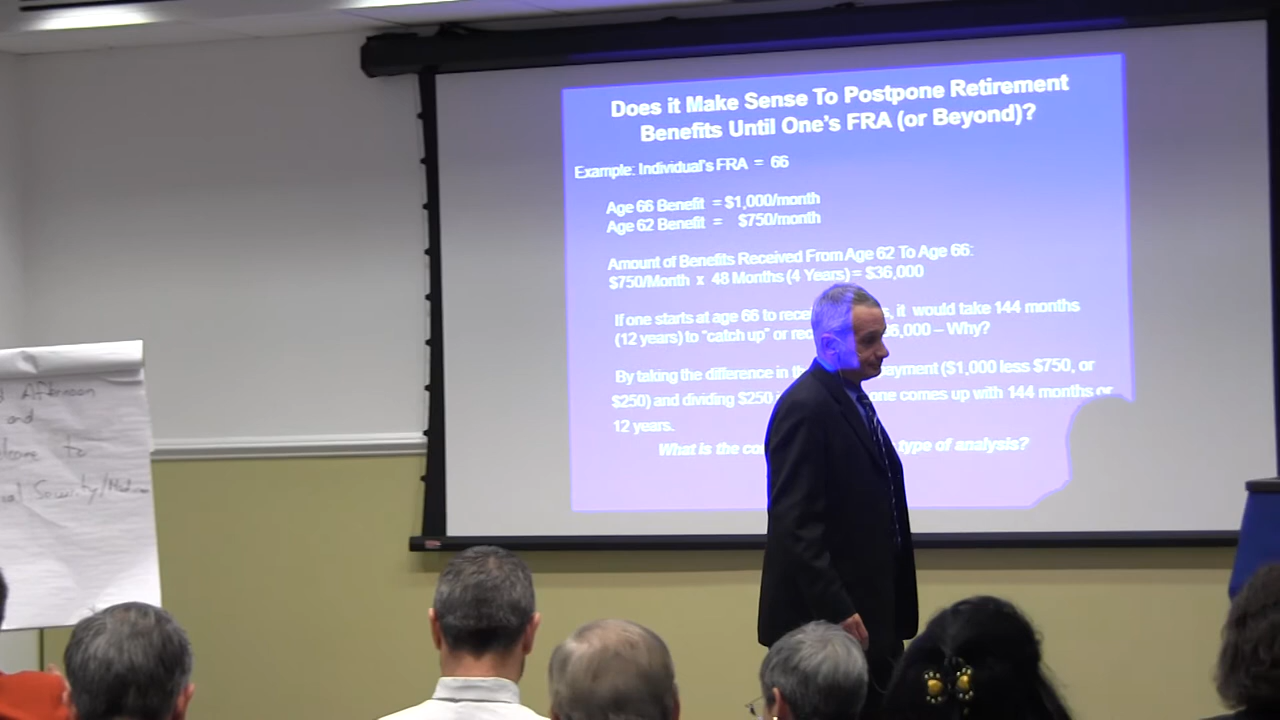 Does it Make Sense To Postpone Retirement
Benefits Until One's FRA (or Beyond)?
Example: Individual's FRA = 66
Age 66 Benefit = $1,000/month
Age 62 Benefit = $750/month
Amount of Benefits Received From Age 62 To Age 66:
$750/Month x 48 Months (4 Years) = $36,000
If one starts at age 66 to it would take 144 months
(12 years) to "catch up" or – Why?
By taking the difference in payment ($1,000 less $750, or
$250) and dividing $250 one comes up with 144 months or
12 years.
What is the type of analysis?
Afternoon
and
to
Security/